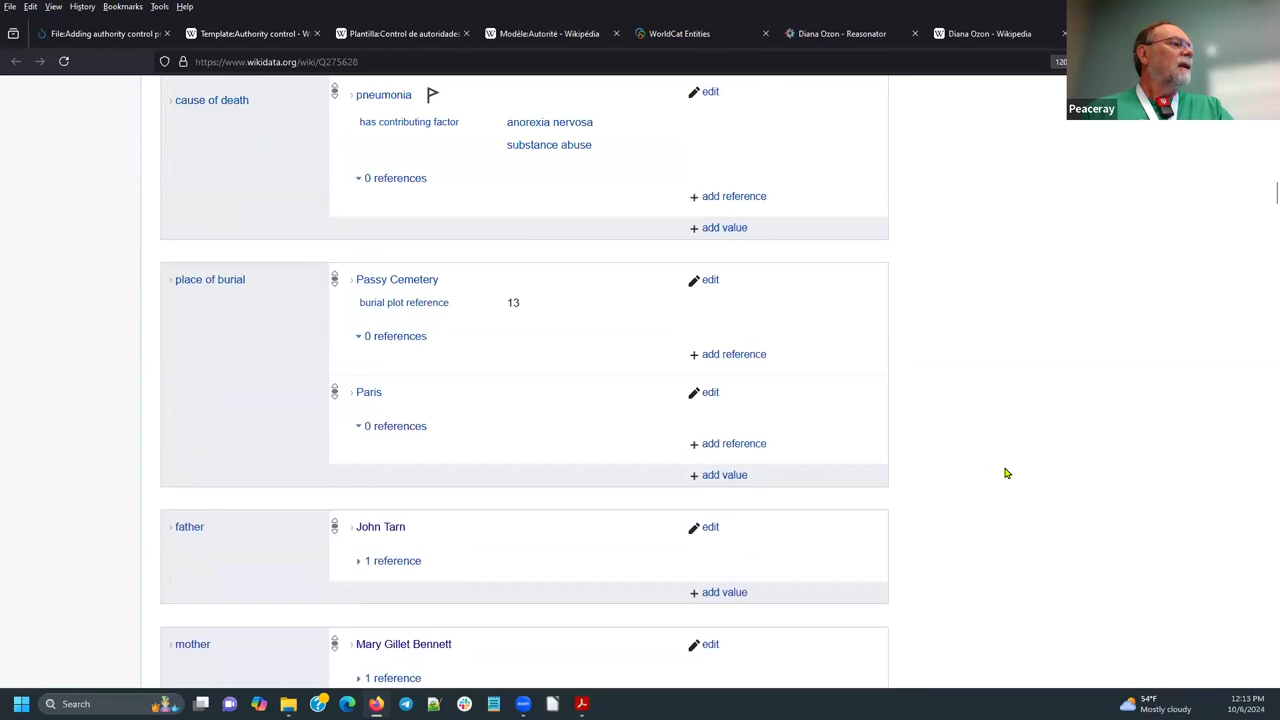 File Edit View History Bookmarks Tools Help
File:Adding authority control p
Template:Authority control - W
Plantilla:Control de autoridades
Modèle:Autorité - Wikipédia
WorldCat Entities
Diana Ozon - Reasonator
Diana Ozon - Wikipedia
https://www.wikidata.org/wiki/Q275628
120
Peaceray
cause of death
pneumonia
edit
has contributing factor anorexia nervosa
substance abuse
0 references
+ add reference
+ add value
place of burial
Passy Cemetery
edit
burial plot reference 13
0 references
+ add reference
Paris
edit
0 references
+ add reference
+ add value
father
John Tarn
edit
1 reference
+ add value
mother
Mary Gillet Bennett
edit
1 reference
Search
54°F
Mostly cloudy
12:13 PM
10/6/2024